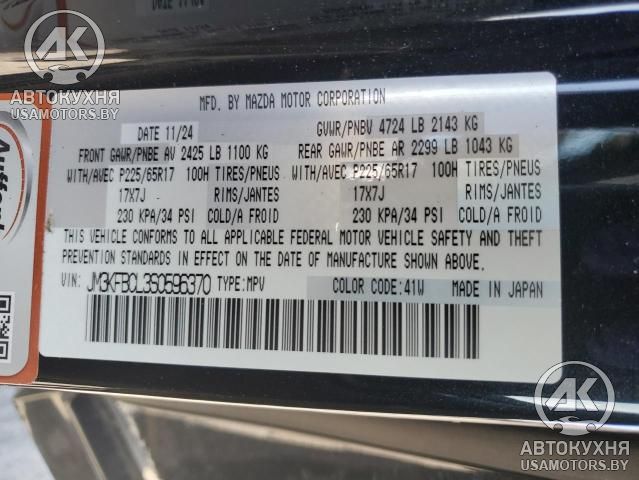 AK
АВТОКУХНЯ
USAMOTORS.BY
MFD. BY MAZDA MOTOR CORPORATION
DATE 11/24 GVWR/PNBV 4724 LB 2143 KG
FRONT GAWR/PNBE AV 2425 LB 1100 KG REAR GAWR/PNBE AR 2299 LB 1043 KG
WITH/AVEC P225/65R17 100H TIRES/PNEUS WITH/AVEC P225/65R17 100H TIRES/PNEUS
17X7J RIMS/JANTES 17X7J RIMS/JANTES
230 KPA/34 PSI COLD/A FROID 230 KPA/34 PSI COLD/A FROID
THIS VEHICLE CONFORMS TO ALL APPLICABLE FEDERAL MOTOR VEHICLE SAFETY AND THEFT
PREVENTION STANDARDS IN EFFECT ON THE DATE OF MANUFACTURE SHOWN ABOVE.
VIN: JM3KFBCL3S0596370 TYPE: MPV COLOR CODE: 41W MADE IN JAPAN
AK
АВТОКУХНЯ
USAMOTORS.BY